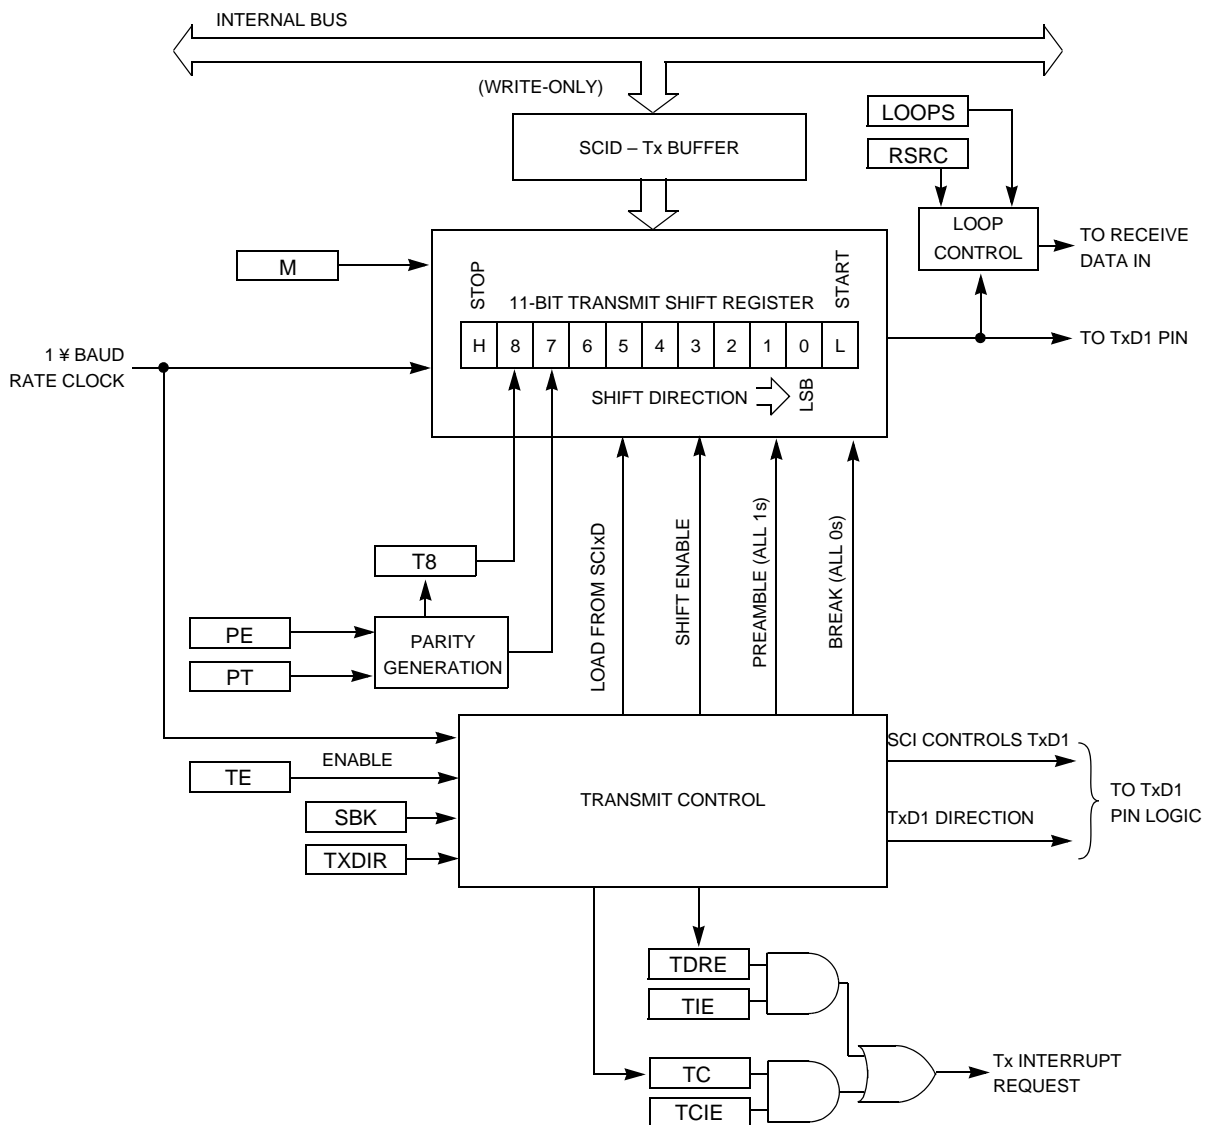 INTERNAL BUS
(WRITE-ONLY)
SCID – Tx BUFFER
LOOPS
RSRC
LOOP
CONTROL
TO RECEIVE
DATA IN
M
STOP
11-BIT TRANSMIT SHIFT REGISTER
START
H 8 7 6 5 4 3 2 1 0 L
TO TxD1 PIN
1 ¥ BAUD
RATE CLOCK
SHIFT DIRECTION
LSB
T8
PE
PT
PARITY
GENERATION
LOAD FROM SCIxD
SHIFT ENABLE
PREAMBLE (ALL 1s)
BREAK (ALL 0s)
SCI CONTROLS TxD1
TE
ENABLE
SBK
TXDIR
TRANSMIT CONTROL
TxD1 DIRECTION
TO TxD1
PIN LOGIC
TDRE
TIE
TC
TCIE
Tx INTERRUPT
REQUEST